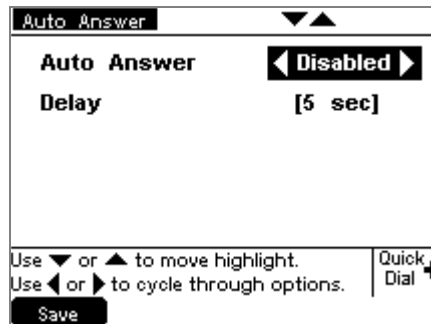 Auto Answer ▼▲
Auto Answer ◀ Disabled ▶
Delay [5 sec]
Use ▼ or ▲ to move highlight.
Use ◀ or ▶ to cycle through options.
Quick
Dial
Save